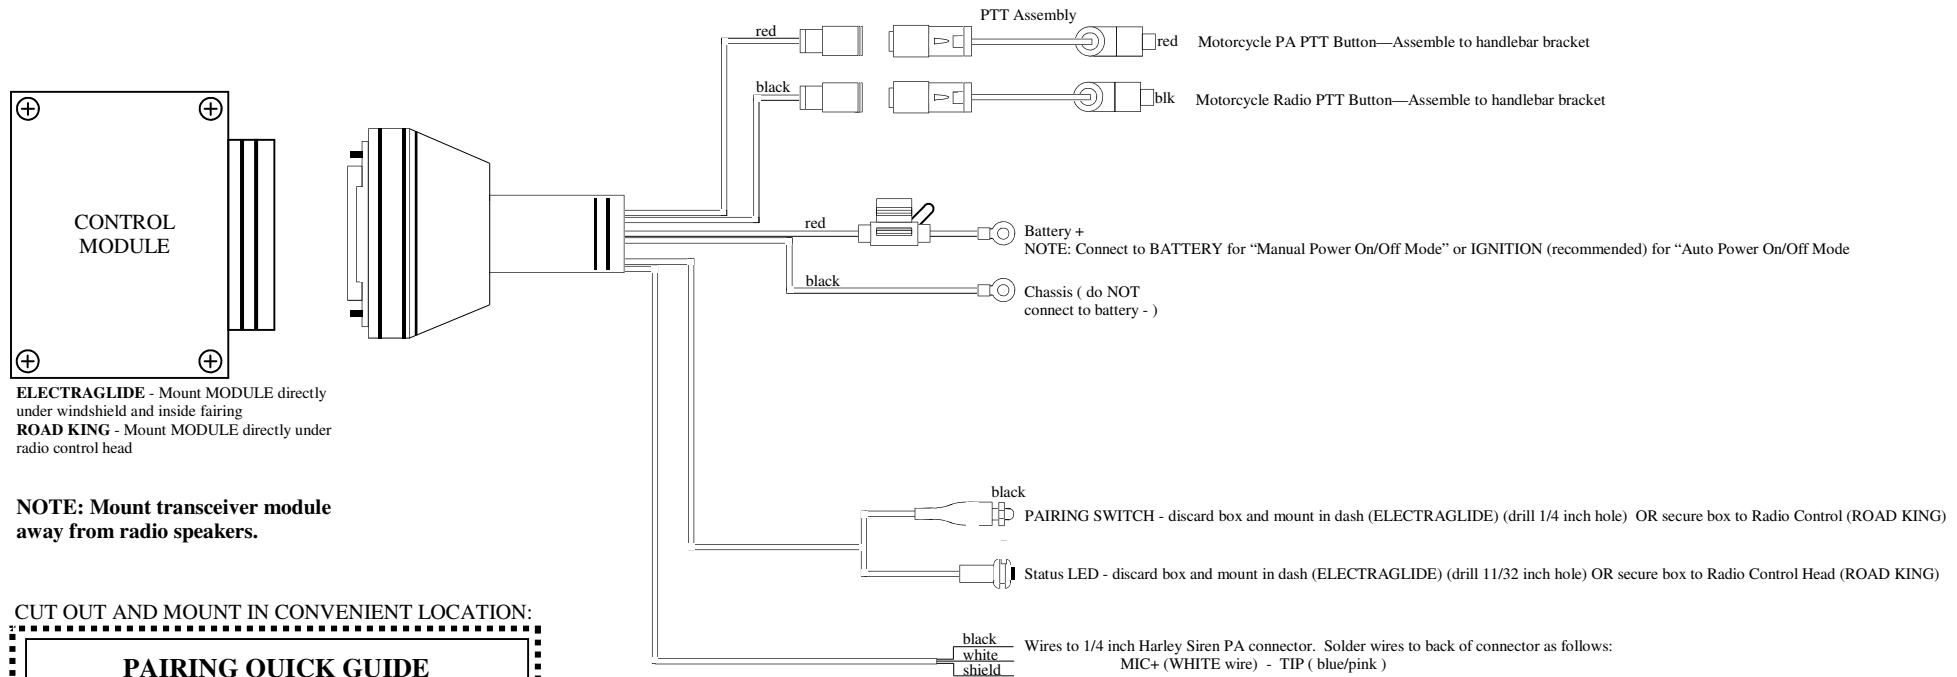 PTT Assembly
red
red
Motorcycle PA PTT Button—Assemble to handlebar bracket
black
blk
Motorcycle Radio PTT Button—Assemble to handlebar bracket
CONTROL
MODULE
red
Battery +
NOTE: Connect to BATTERY for “Manual Power On/Off Mode” or IGNITION (recommended) for “Auto Power On/Off Mode
black
Chassis ( do NOT
connect to battery - )
ELECTRAGLIDE - Mount MODULE directly
under windshield and inside fairing
ROAD KING - Mount MODULE directly under
radio control head
NOTE: Mount transceiver module
away from radio speakers.
black
PAIRING SWITCH - discard box and mount in dash (ELECTRAGLIDE) (drill 1/4 inch hole) OR secure box to Radio Control (ROAD KING)
Status LED - discard box and mount in dash (ELECTRAGLIDE) (drill 11/32 inch hole) OR secure box to Radio Control Head (ROAD KING)
CUT OUT AND MOUNT IN CONVENIENT LOCATION:
PAIRING QUICK GUIDE
black
white
shield
Wires to 1/4 inch Harley Siren PA connector. Solder wires to back of connector as follows:
MIC+ (WHITE wire) - TIP ( blue/pink )